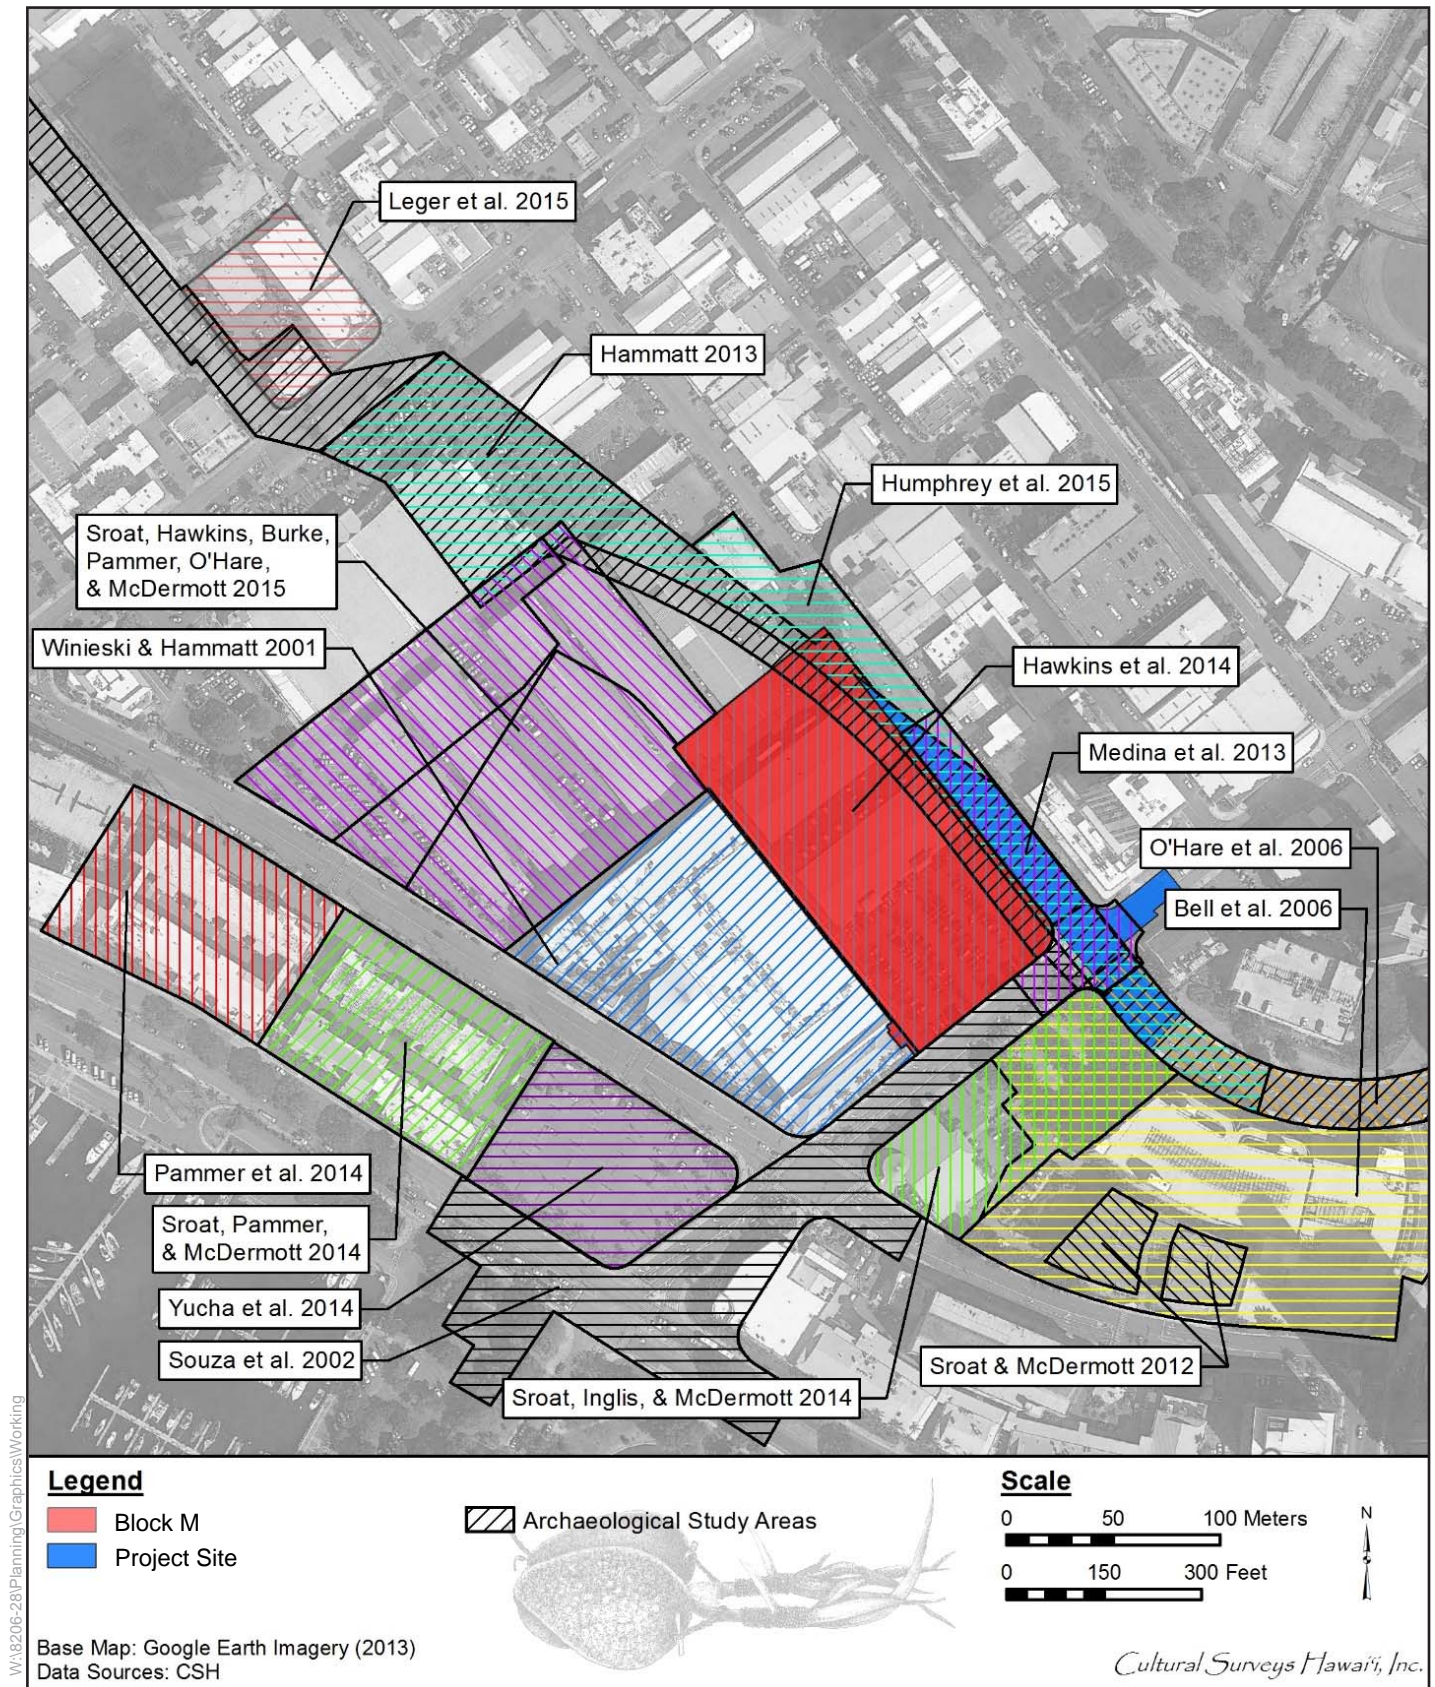 Leger et al. 2015
Hammatt 2013
Humphrey et al. 2015
Sroat, Hawkins, Burke,
Pammer, O'Hare,
& McDermott 2015
Winieski & Hammatt 2001
Hawkins et al. 2014
Medina et al. 2013
O'Hare et al. 2006
Bell et al. 2006
Pammer et al. 2014
Sroat, Pammer,
& McDermott 2014
Yucha et al. 2014
Souza et al. 2002
Sroat & McDermott 2012
Sroat, Inglis, & McDermott 2014
W:\8206-28\Planning\Graphics\Working
Legend
Block M
Project Site
Archaeological Study Areas
Scale
0 50 100 Meters
0 150 300 Feet
N
Base Map: Google Earth Imagery (2013)
Data Sources: CSH
Cultural Surveys Hawai‘i, Inc.